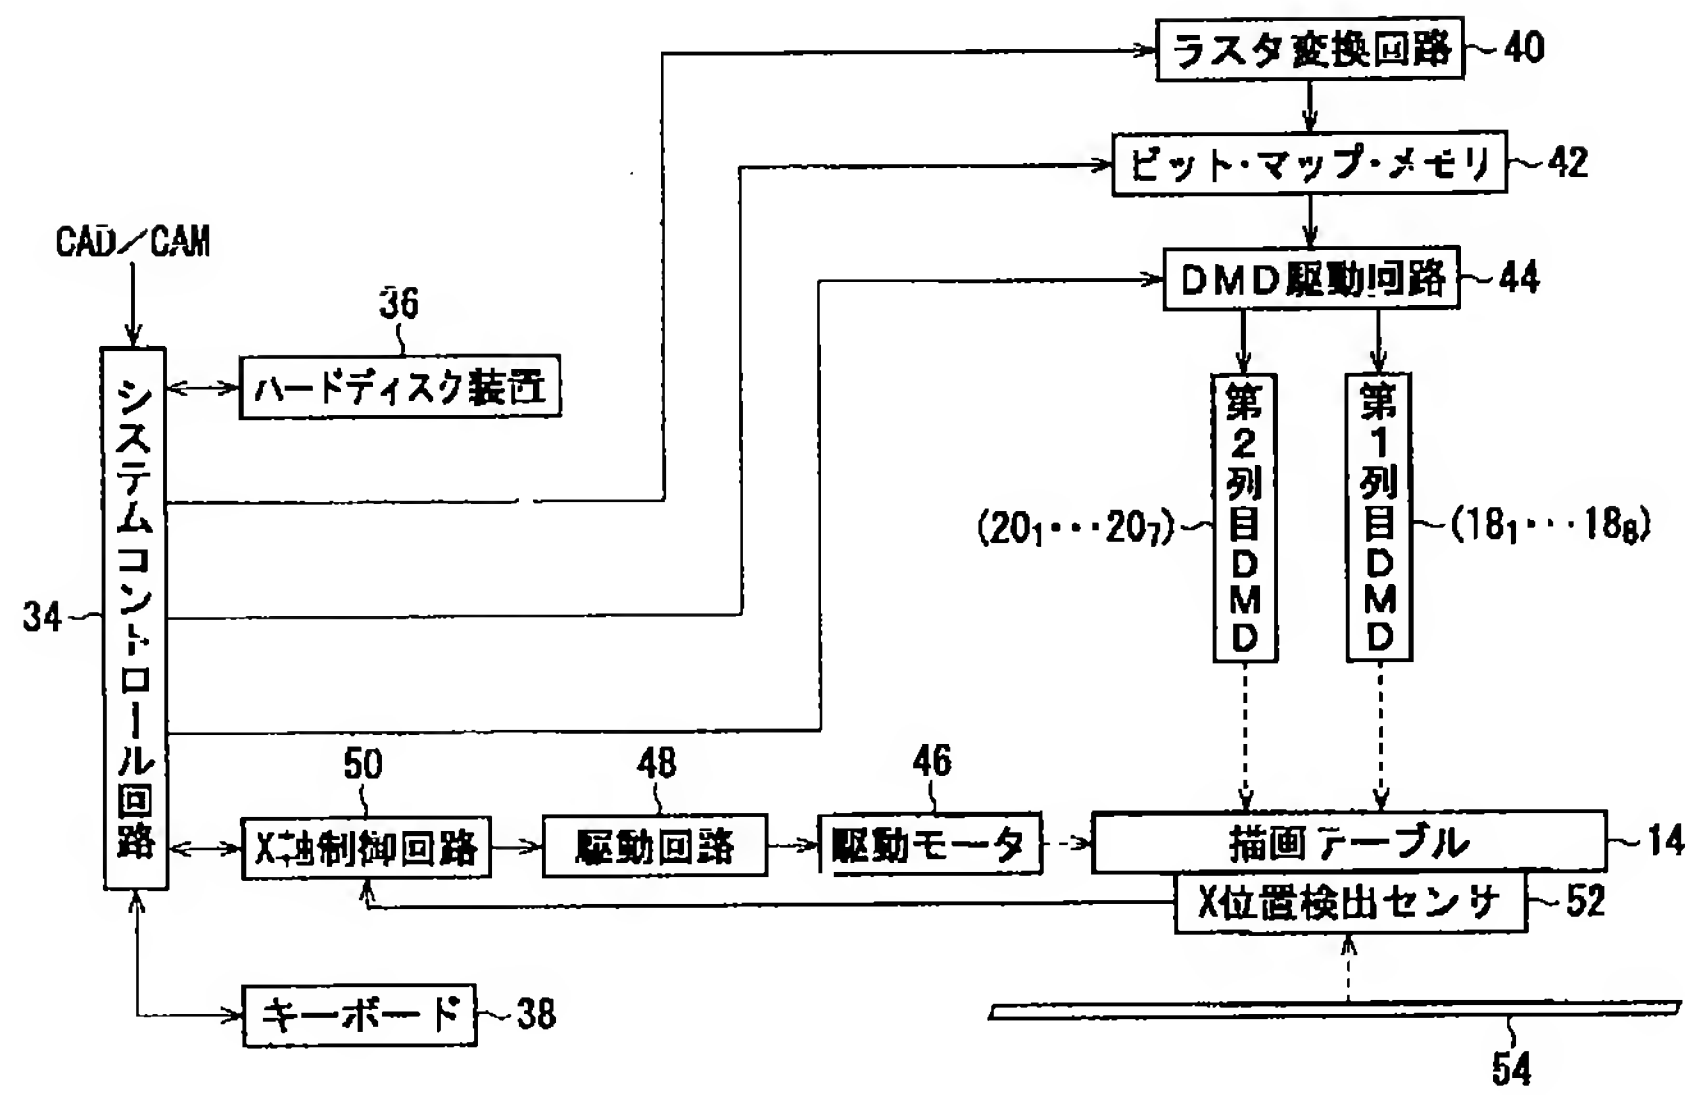 ラスタ変換回路
40
ビット・マップ・メモリ
42
CAD／CAM
DMD駆動回路
44
36
ハードディスク装置
システムコントロール回路
34
第2列目DMD
第1列目DMD
(20₁・・・20₇)
(18₁・・・18₈)
50
48
46
X軸制御回路
駆動回路
駆動モータ
描画テーブル
14
X位置検出センサ
52
キーボード
38
54